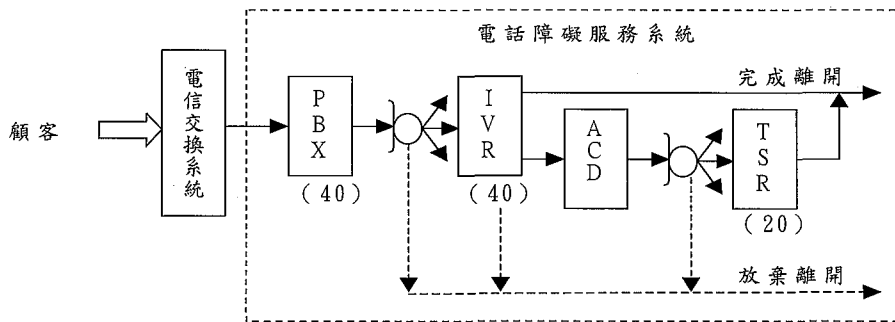 電話障礙服務系統
顧客
電信交換系統
PBX
(40)
IVR
(40)
ACD
TSR
(20)
完成離開
放棄離開